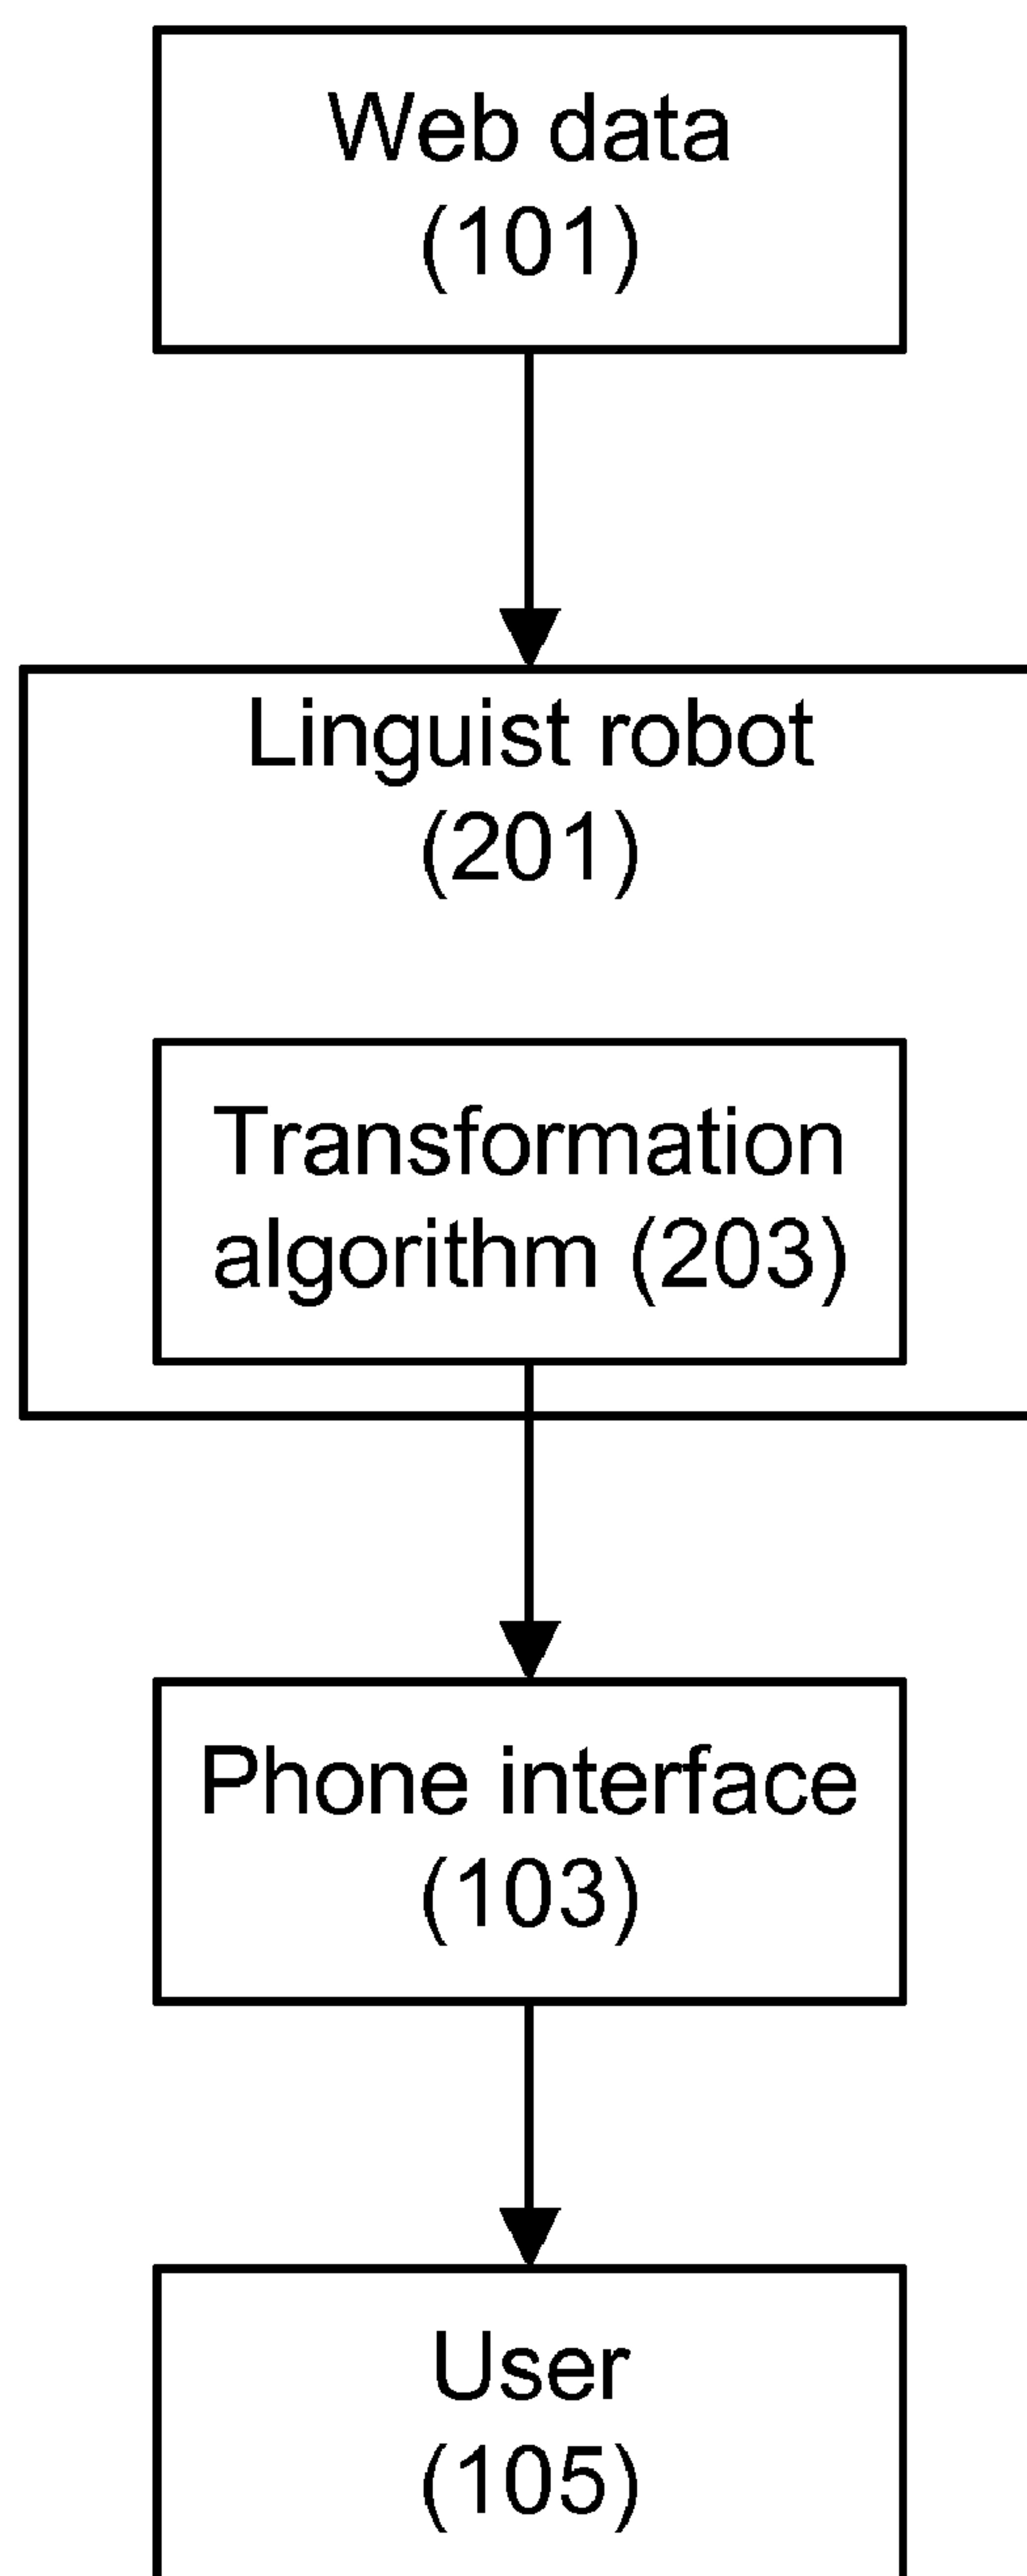 Web data
(101)
Linguist robot
(201)
Transformation
algorithm (203)
Phone interface
(103)
User
(105)